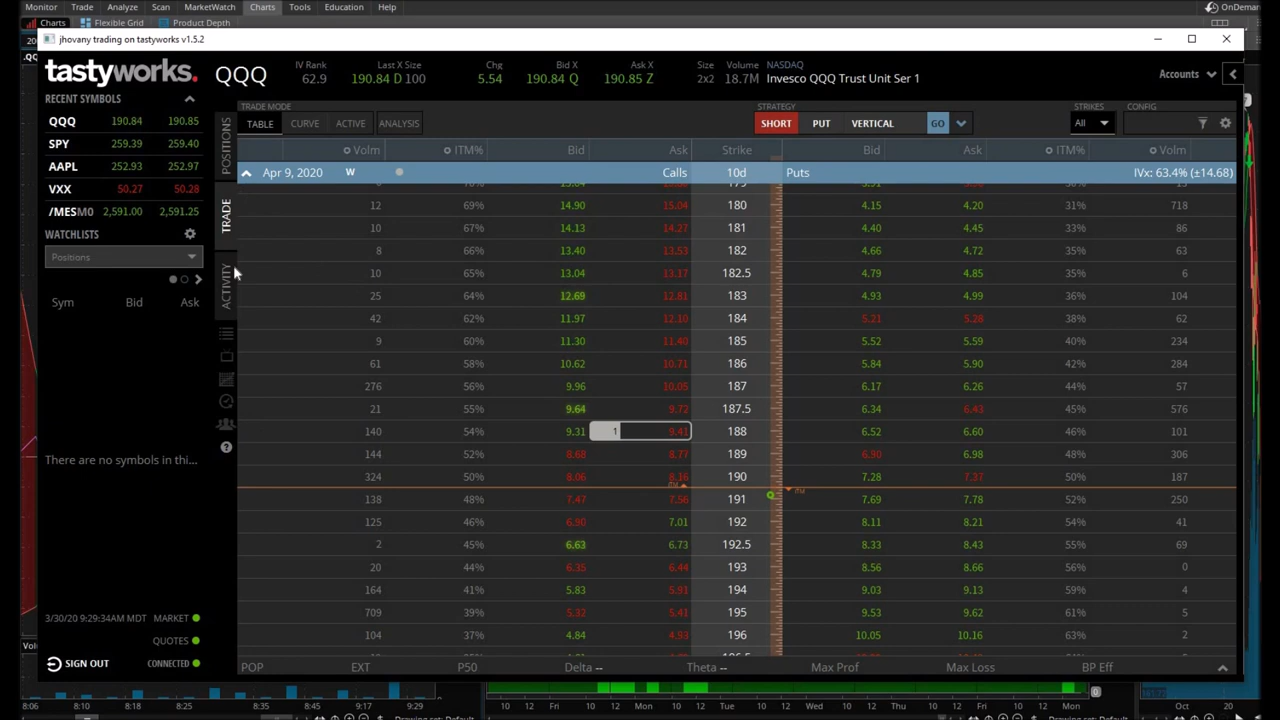 Monitor Trade Analyze Scan MarketWatch Charts Tools Education Help OnDemand
Charts Flexible Grid Product Depth
jhovany trading on tastyworks v1.5.2
tastyworks. QQQ
IV Rank 62.9
Last X Size 190.84 D 100
Chg 5.54
Bid X 190.84 Q
Ask X 190.85 Z
Size 2x2
Volume 18.7M
NASDAQ
Invesco QQQ Trust Unit Ser 1
Accounts
RECENT SYMBOLS
QQQ 190.84 190.85
SPY 259.39 259.40
AAPL 252.93 252.97
VXX 50.27 50.28
/MESM0 2,591.00 2,591.25
WATCHLISTS
Positions
Sym Bid Ask
There are no symbols in thi...
3/30/20 9:29:34AM MDT MARKET
QUOTES
SIGN OUT CONNECTED
POSITIONS
TRADE
ACTIVITY
TRADE MODE
TABLE CURVE ACTIVE ANALYSIS
STRATEGY
SHORT PUT VERTICAL GO
STRIKES
All
CONFIG
Volm ITM% Bid Ask Strike Bid Ask ITM% Volm
Apr 9, 2020 W Calls 10d Puts IVx: 63.4% (±14.68)
12 69% 14.90 15.04 180 4.15 4.20 31% 718
10 67% 14.13 14.27 181 4.40 4.45 33% 86
8 66% 13.40 13.53 182 4.66 4.72 35% 63
10 65% 13.04 13.37 182.5 4.79 4.85 35% 6
25 64% 12.69 12.81 183 4.93 4.99 36% 104
42 62% 11.97 12.10 184 5.21 5.28 38% 62
9 60% 11.30 11.40 185 5.52 5.59 40% 234
61 58% 10.62 10.71 186 5.84 5.90 42% 284
276 56% 9.96 10.05 187 6.17 6.26 44% 57
21 55% 9.64 9.72 187.5 6.34 6.43 45% 576
140 54% 9.31 1 9.41 188 6.52 6.60 46% 101
144 52% 8.68 8.77 189 6.90 6.98 48% 306
324 50% 8.06 8.16 190 7.28 7.37 50% 187
ITM ITM
138 48% 7.47 7.56 191 7.69 7.78 52% 250
125 46% 6.90 7.01 192 8.11 8.21 54% 41
2 45% 6.63 6.73 192.5 8.33 8.43 55% 69
20 44% 6.35 6.44 193 8.56 8.66 56% 0
164 41% 5.83 5.91 194 9.03 9.13 59% 4
709 39% 5.32 5.41 195 9.53 9.62 61% 5
104 37% 4.84 4.93 196 10.05 10.16 63% 2
POP EXT P50 Delta -- Theta -- Max Prof Max Loss BP Eff
8:06 8:39 8:52 9:04 9:16 9:29 Fri 10 12 Mon 10 12 Tue 10 12 Wed 10 12 Thu 10 12 Fri 10 12 Mon Tue Wed Thu Fri Mon Oct 20